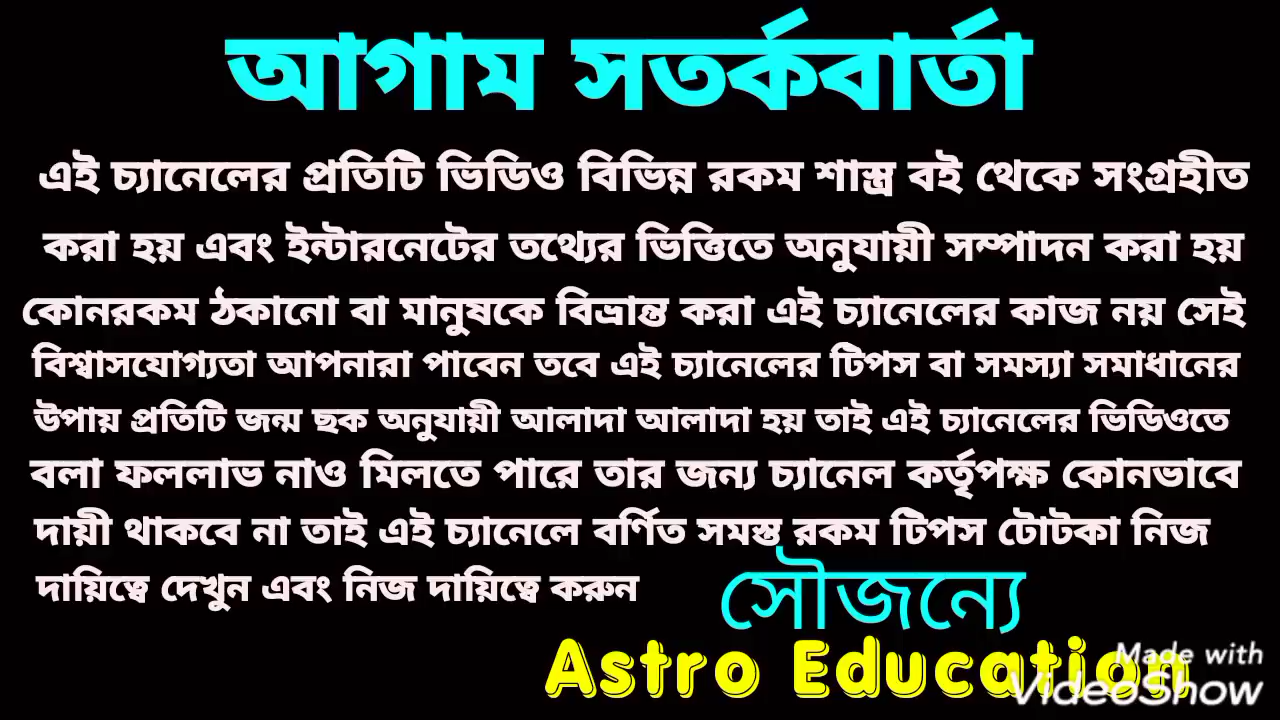 আগাম সতর্কবার্তা
এই চ্যানেলের প্রতিটি ভিডিও বিভিন্ন রকম শাস্ত্র বই থেকে সংগ্রহীত
করা হয় এবং ইন্টারনেটের তথ্যের ভিত্তিতে অনুযায়ী সম্পাদন করা হয়
কোনরকম ঠকানো বা মানুষকে বিভ্রান্ত করা এই চ্যানেলের কাজ নয় সেই
বিশ্বাসযোগ্যতা আপনারা পাবেন তবে এই চ্যানেলের টিপস বা সমস্যা সমাধানের
উপায় প্রতিটি জন্ম ছক অনুযায়ী আলাদা আলাদা হয় তাই এই চ্যানেলের ভিডিওতে
বলা ফললাভ নাও মিলতে পারে তার জন্য চ্যানেল কর্তৃপক্ষ কোনভাবে
দায়ী থাকবে না তাই এই চ্যানেলে বর্ণিত সমস্ত রকম টিপস টোটকা নিজ
দায়িত্বে দেখুন এবং নিজ দায়িত্বে করুন
সৌজন্যে
Astro Education
Made with
VideoShow